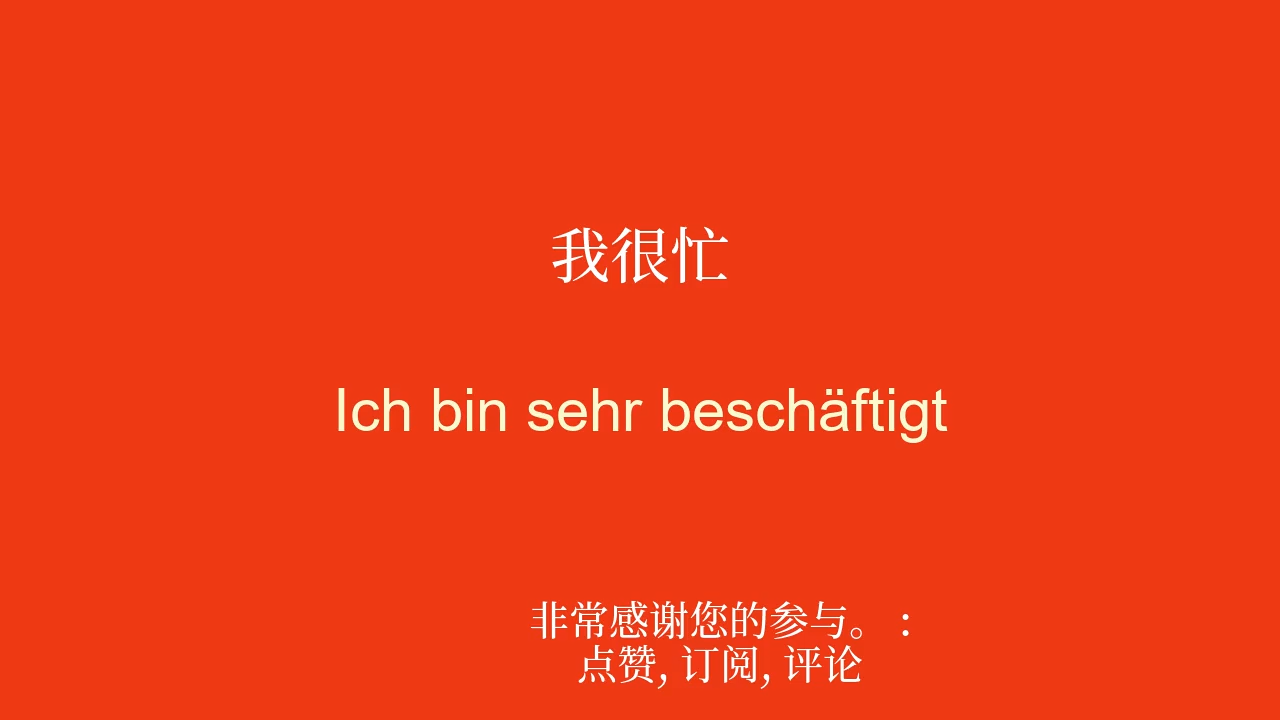 我很忙
Ich bin sehr beschäftigt
非常感谢您的参与。 :
点赞, 订阅, 评论